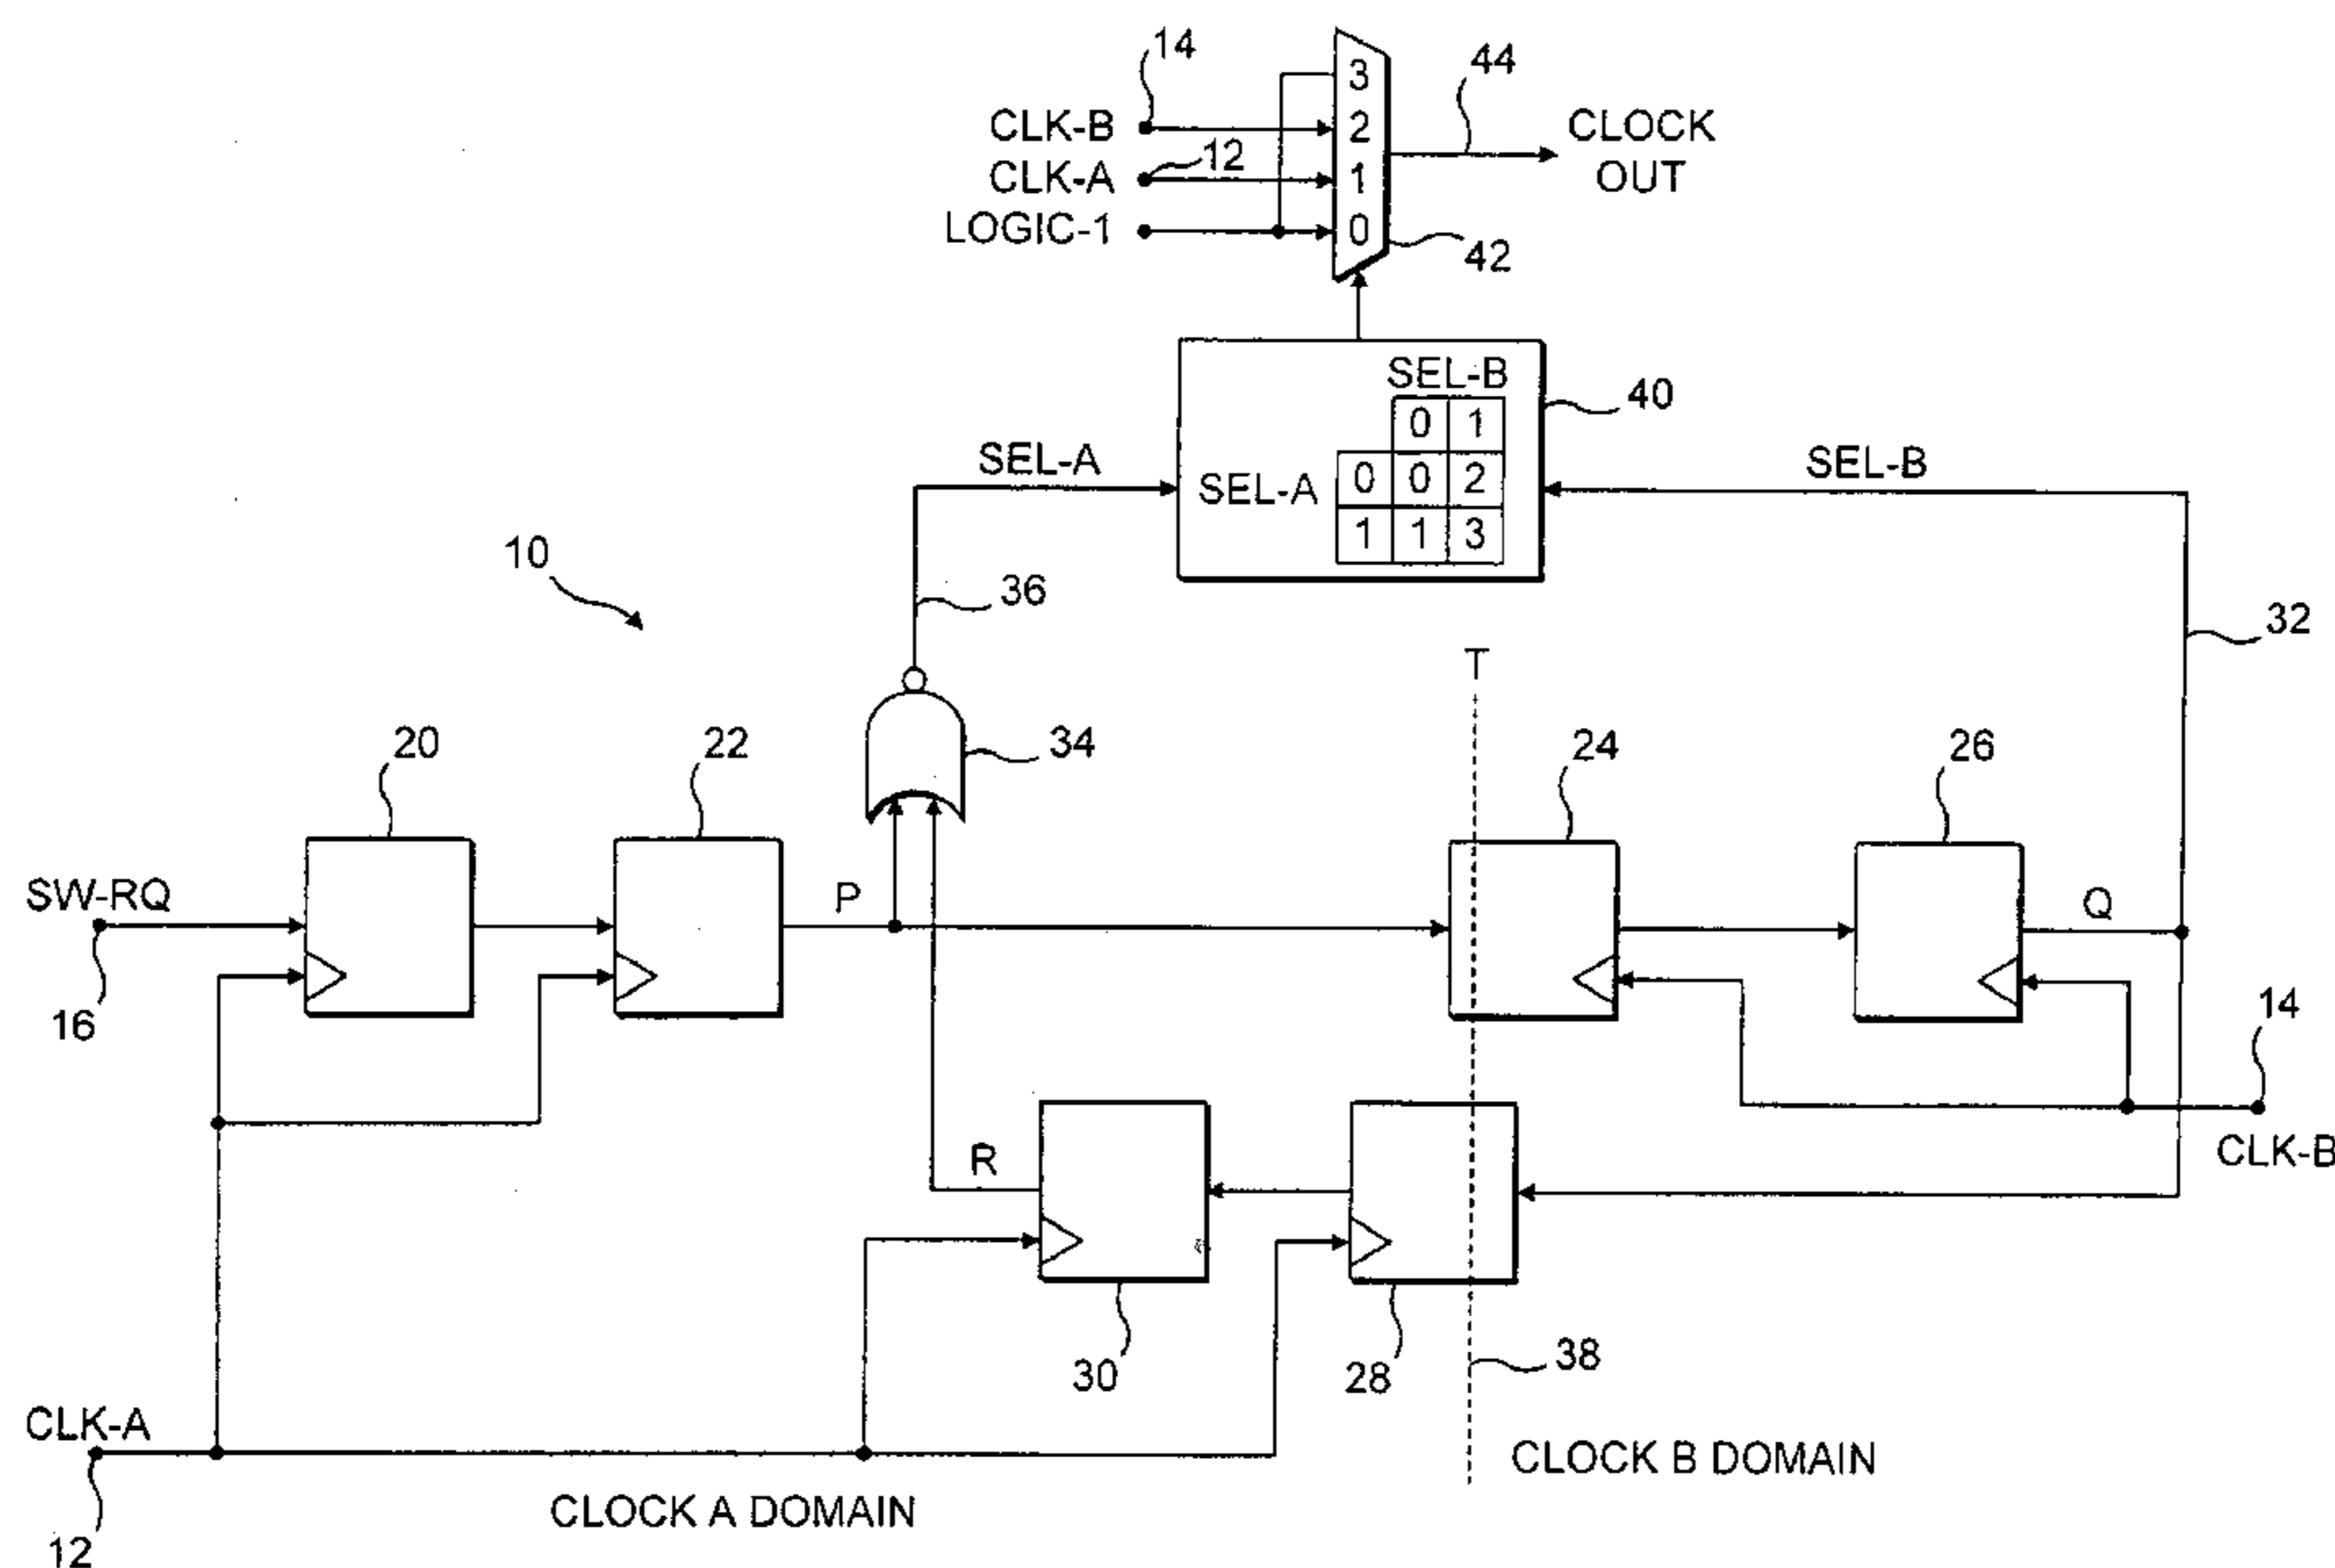 14
3
44
CLK-B
2
CLOCK
OUT
12
CLK-A
1
LOGIC-1
0
42
SEL-B
40
0 1
SEL-A
SEL-A
0 0 2
1 1 3
SEL-B
10
36
32
T
20
22
34
24
26
SW-RQ
P
Q
16
14
R
CLK-B
30
28
38
CLK-A
CLOCK B DOMAIN
CLOCK A DOMAIN
12